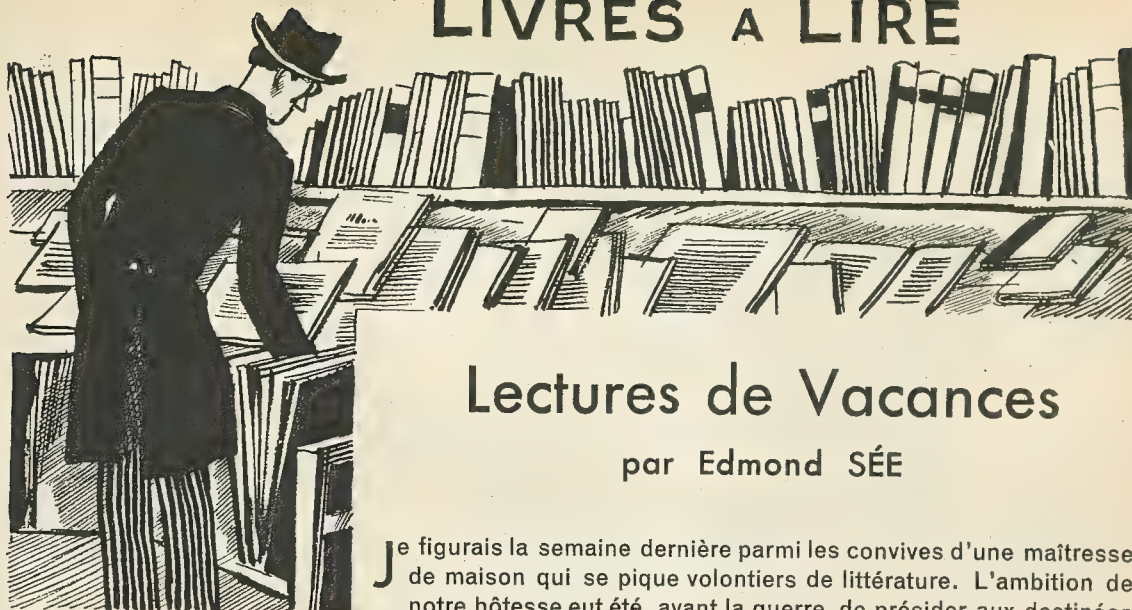 LIVRES A LIRE
Lectures de Vacances
par Edmond SÉE
Je figurais la semaine dernière parmi les convives d'une maîtresse
de maison qui se pique volontiers de littérature. L'ambition de
notre hôtesse eut été, avant la guerre, de présider aux destinées